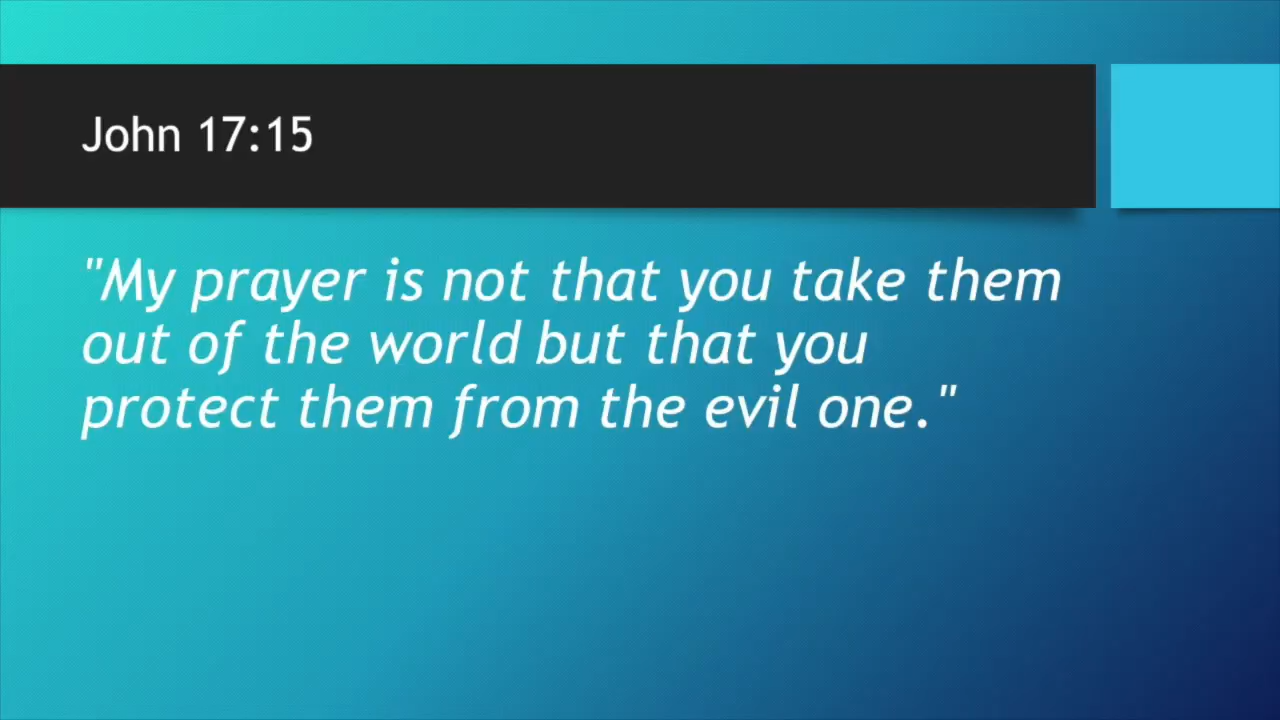 John 17:15
"My prayer is not that you take them
out of the world but that you
protect them from the evil one."